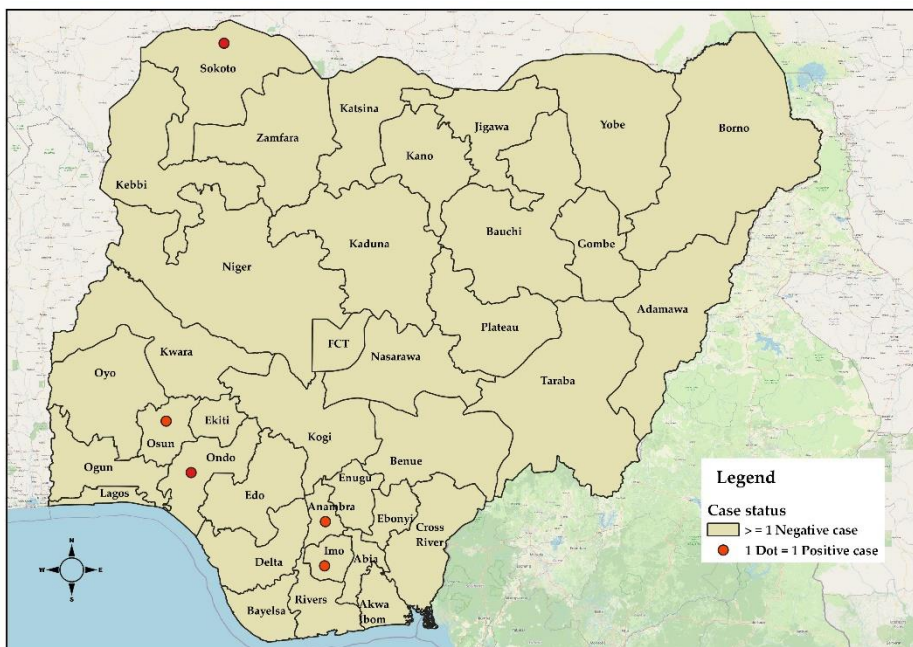 Sokoto
Katsina
Jigawa
Yobe
Borno
Zamfara
Kano
Kebbi
Kaduna
Bauchi
Gombe
Niger
Adamawa
Plateau
FCT
Nasarawa
Kwara
Oyo
Taraba
Ekiti
Osun
Kogi
Ondo
Benue
Ogun
Enugu
Lagos
Edo
Anambra
Ebonyi
Cross
River
Imo
Abia
Delta
Rivers
Akwa
Ibom
Bayelsa
N
W
E
S
Legend
Case status
>= 1 Negative case
1 Dot = 1 Positive case